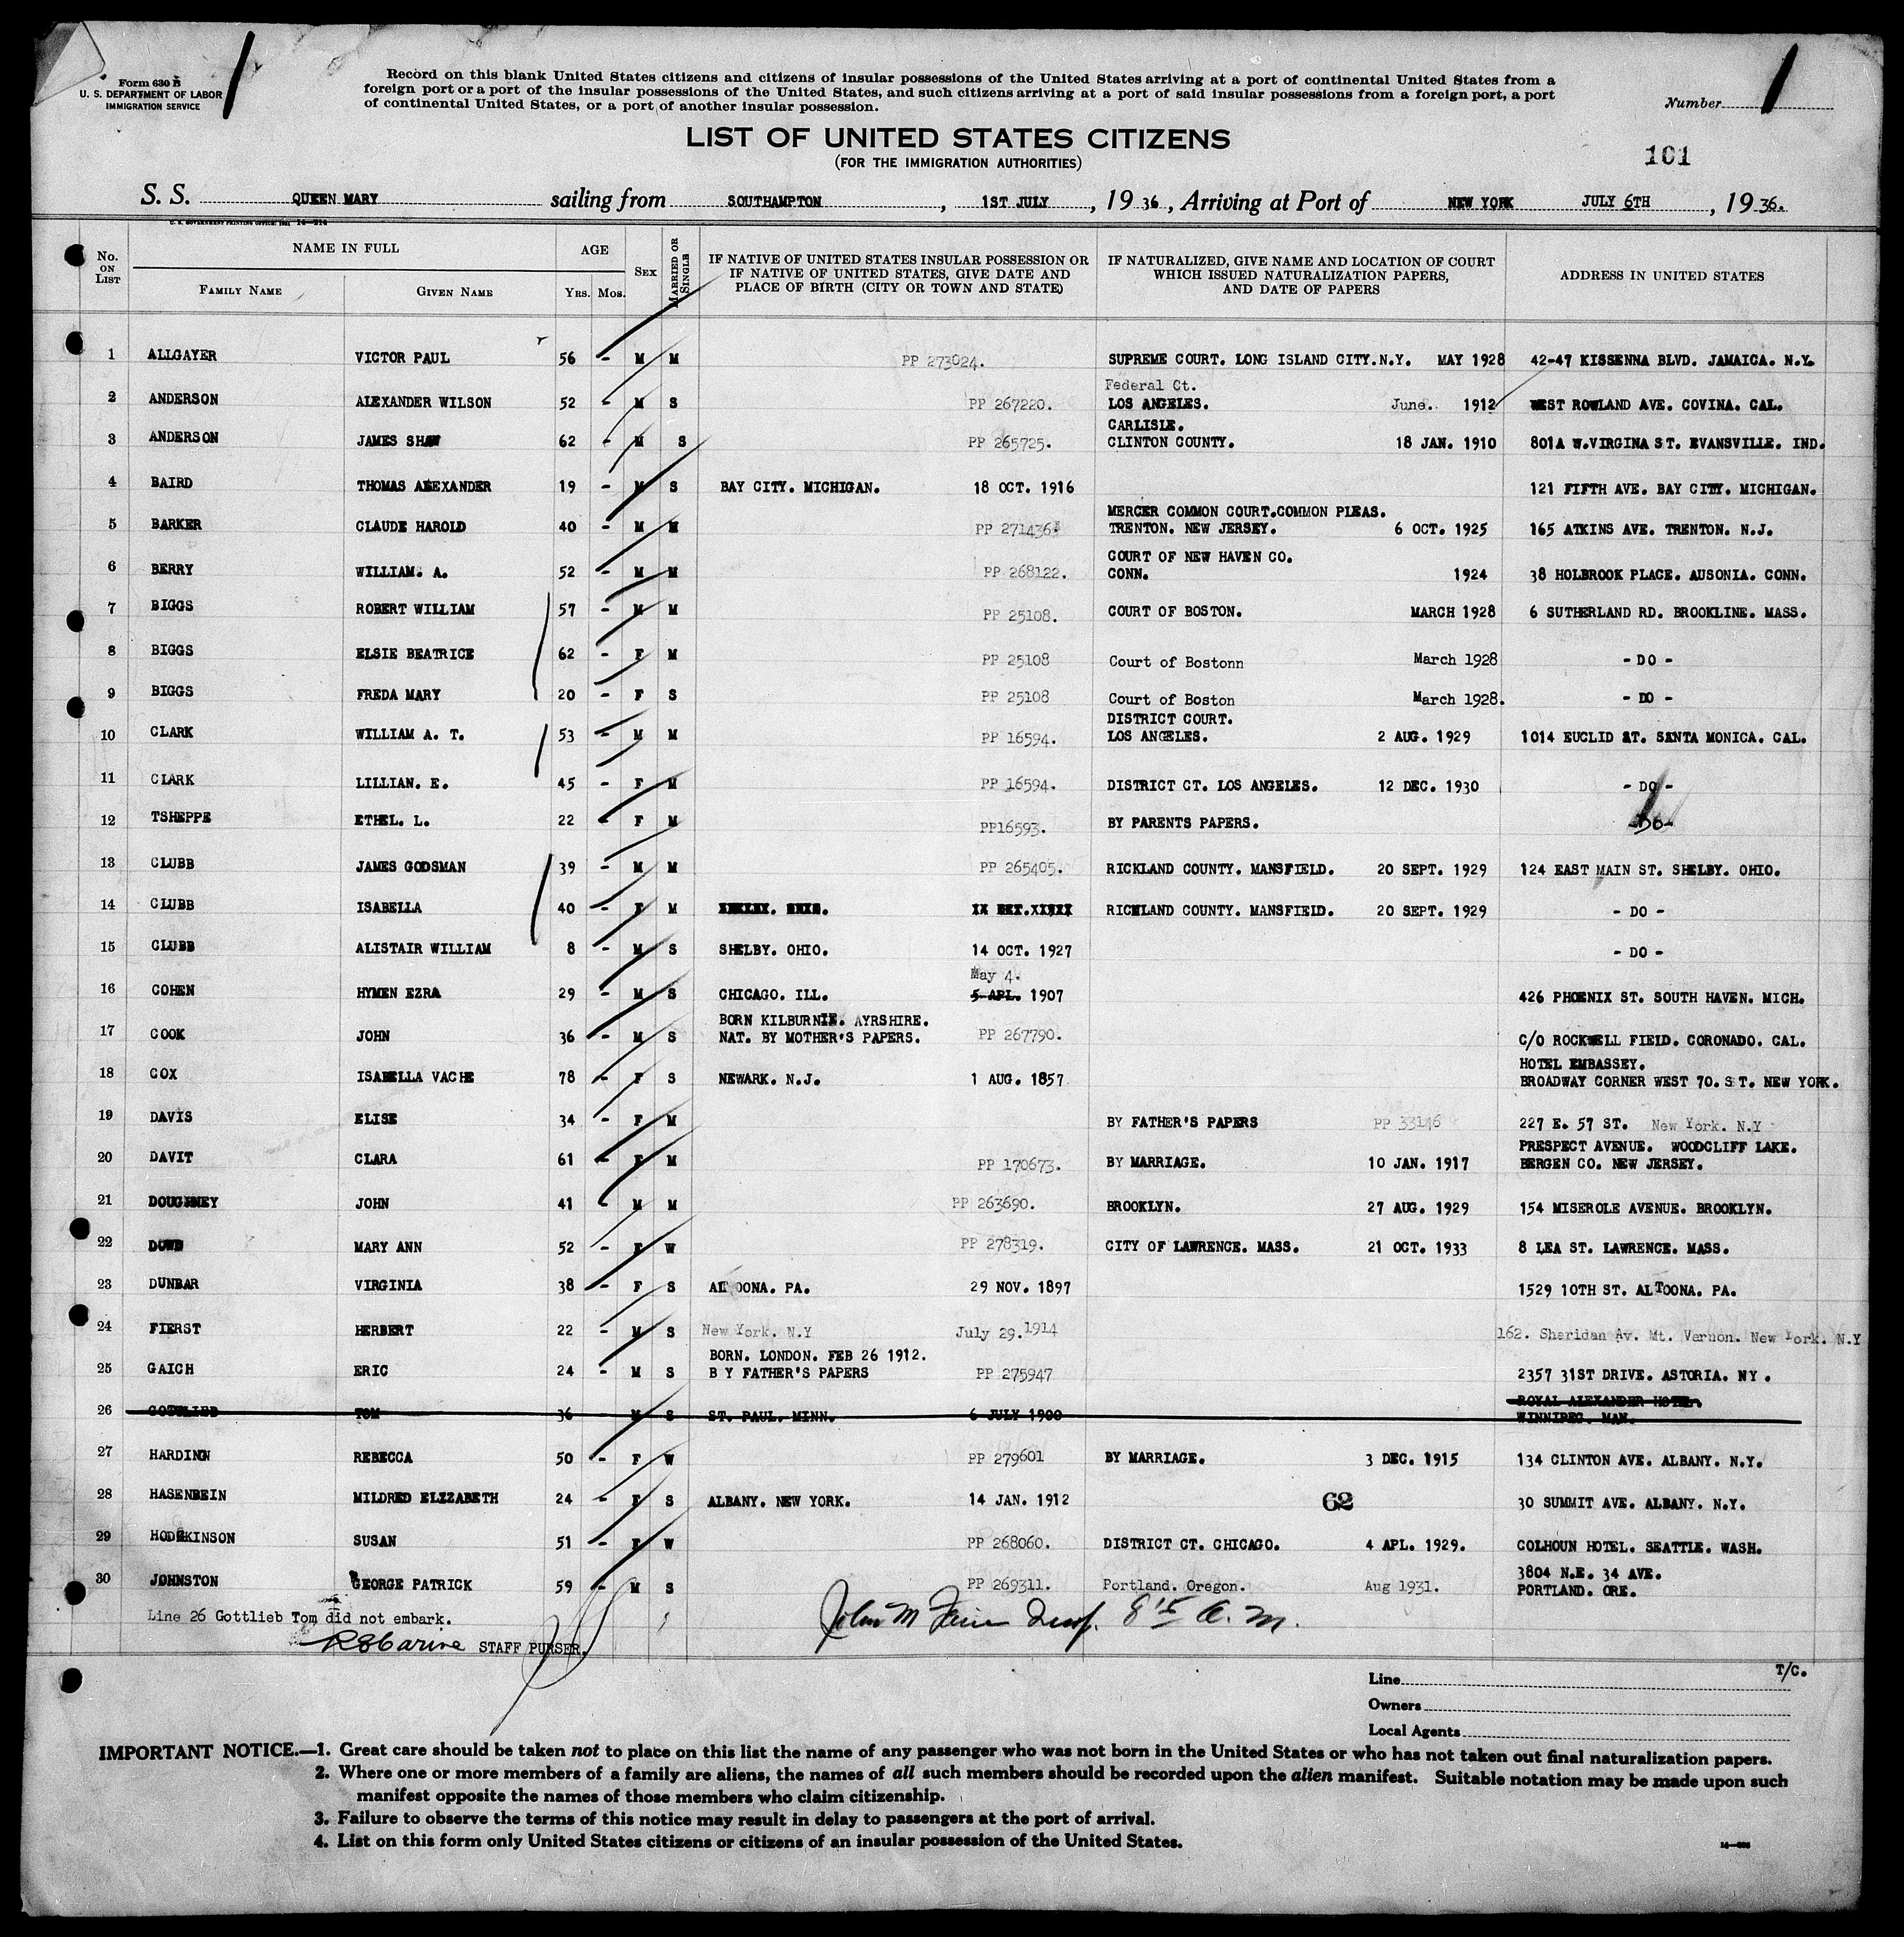 Form 630 B
U. S. DEPARTMENT OF LABOR
IMMIGRATION SERVICE
Record on this blank United States citizens and citizens of insular possessions of the United States arriving at a port of continental United States from a
foreign port or a port of the insular possessions of the United States, and such citizens arriving at a port of said insular possessions from a foreign port, a port
of continental United States, or a port of another insular possession.
Number 1
LIST OF UNITED STATES CITIZENS
(FOR THE IMMIGRATION AUTHORITIES)
101
S. S. QUEEN MARY sailing from SOUTHAMPTON, 1ST JULY, 19 36, Arriving at Port of NEW YORK JULY 6TH, 19 36.
No. ON LIST
NAME IN FULL
FAMILY NAME
GIVEN NAME
AGE
YRS. MOS.
SEX
MARRIED OR SINGLE
IF NATIVE OF UNITED STATES INSULAR POSSESSION OR
IF NATIVE OF UNITED STATES, GIVE DATE AND
PLACE OF BIRTH (CITY OR TOWN AND STATE)
IF NATURALIZED, GIVE NAME AND LOCATION OF COURT
WHICH ISSUED NATURALIZATION PAPERS,
AND DATE OF PAPERS
ADDRESS IN UNITED STATES
1 ALLGAYER VICTOR PAUL 56 - M M PP 273024. SUPREME COURT. LONG ISLAND CITY.N.Y. MAY 1928 42-47 KISSENNA BLVD. JAMAICA. N.Y.
Federal Ct.
2 ANDERSON ALEXANDER WILSON 52 - M S PP 267220. LOS ANGELES. June. 1912 WEST ROWLAND AVE. COVINA. CAL.
CARLISLE.
3 ANDERSON JAMES SHAW 62 - M S PP 265725. CLINTON COUNTY. 18 JAN. 1910 801A W.VIRGINA ST. EVANSVILLE. IND.
4 BAIRD THOMAS ALEXANDER 19 - M S BAY CITY. MICHIGAN. 18 OCT. 1916 121 FIFTH AVE. BAY CITY. MICHIGAN.
MERCER COMMON COURT.COMMON PLEAS.
5 BARKER CLAUDE HAROLD 40 - M M PP 271436 TRENTON. NEW JERSEY. 6 OCT. 1925 165 ATKINS AVE. TRENTON. N.J.
COURT OF NEW HAVEN CO.
6 BERRY WILLIAM. A. 52 - M M PP 268122. CONN. 1924 38 HOLBROOK PLACE. AUSONIA. CONN.
7 BIGGS ROBERT WILLIAM 57 - M M PP 25108. COURT OF BOSTON. MARCH 1928 6 SUTHERLAND RD. BROOKLINE. MASS.
8 BIGGS ELSIE BEATRICE 62 - F M PP 25108 Court of Bostonn March 1928 - DO -
9 BIGGS FREDA MARY 20 - F S PP 25108 Court of Boston March 1928. - DO -
DISTRICT COURT.
10 CLARK WILLIAM A. T. 53 - M M PP 16594. LOS ANGELES. 2 AUG. 1929 1014 EUCLID ST. SANTA MONICA. CAL.
11 CLARK LILLIAN. E. 45 - F M PP 16594. DISTRICT CT. LOS ANGELES. 12 DEC. 1930 - DO -
12 TSHEPPE ETHEL. L. 22 - F M PP16593. BY PARENTS PAPERS. -DO-
13 CLUBB JAMES GODSMAN 39 - M M PP 265405. RICKLAND COUNTY. MANSFIELD. 20 SEPT. 1929 124 EAST MAIN ST. SHELBY. OHIO.
14 CLUBB ISABELLA 40 - F M RICHLAND COUNTY. MANSFIELD. 20 SEPT. 1929 - DO -
15 CLUBB ALISTAIR WILLIAM 8 - M S SHELBY. OHIO. 14 OCT. 1927 - DO -
May 4.
16 COHEN HYMEN EZRA 29 - M S CHICAGO. ILL. 5 APL. 1907 426 PHOENIX ST. SOUTH HAVEN. MICH.
BORN KILBURNIE. AYRSHIRE.
17 COOK JOHN 36 - M S NAT. BY MOTHER'S PAPERS. PP 267790. C/O ROCKWELL FIELD. CORONADO. CAL.
HOTEL EMBASSEY.
18 COX ISABELLA VACHE 78 - F S NEWARK. N.J. 1 AUG. 1857 BROADWAY CORNER WEST 70. ST. NEW YORK.
19 DAVIS ELISE 34 - F M BY FATHER'S PAPERS PP 33146 227 E. 57 ST. New York. N.Y
PRESPECT AVENUE. WOODCLIFF LAKE.
20 DAVIT CLARA 61 - F M PP 170673. BY MARRIAGE. 10 JAN. 1917 BERGEN CO. NEW JERSEY.
21 DOUGHNEY JOHN 41 - M M PP 263690. BROOKLYN. 27 AUG. 1929 154 MISEROLE AVENUE. BROOKLYN.
22 MARY ANN 52 - F W PP 278319. CITY OF LAWRENCE. MASS. 21 OCT. 1933 8 LEA ST. LAWRENCE. MASS.
23 DUNBAR VIRGINIA 38 - F S ALTOONA. PA. 29 NOV. 1897 1529 10TH ST. ALTOONA. PA.
24 FIERST HERBERT 22 - M S New York. N.Y July 29.1914 162. Sheridan Av. Mt. Vernon. New York. N.Y
BORN. LONDON. FEB 26 1912.
25 GAICH ERIC 24 - M S B Y FATHER'S PAPERS PP 275947 2357 31ST DRIVE. ASTORIA. NY.
ROYAL ALEXANDER HOTEL.
26 GOTTLIEB TOM 36 - M S ST. PAUL. MINN. 6 JULY 1900 WINNIPEG. MAN.
27 HARDING REBECCA 50 - F W PP 279601 BY MARRIAGE. 3 DEC. 1915 134 CLINTON AVE. ALBANY. N.Y.
28 HASENBEIN MILDRED ELIZABETH 24 - F S ALBANY. NEW YORK. 14 JAN. 1912 62 30 SUMMIT AVE. ALBANY. N.Y.
29 HODGKINSON SUSAN 51 - F W PP 268060. DISTRICT CT. CHICAGO. 4 APL. 1929. COLHOUN HOTEL. SEATTLE. WASH.
3804 N.E. 34 AVE.
30 JOHNSTON GEORGE PATRICK 59 - M S PP 269311. Portland. Oregon. Aug 1931. PORTLAND. ORE.
Line 26 Gottlieb Tom did not embark.
STAFF PURSER.
John M 8 15 A. M.
T/C.
Line
Owners
Local Agents
IMPORTANT NOTICE.—1. Great care should be taken not to place on this list the name of any passenger who was not born in the United States or who has not taken out final naturalization papers.
2. Where one or more members of a family are aliens, the names of all such members should be recorded upon the alien manifest. Suitable notation may be made upon such
manifest opposite the names of those members who claim citizenship.
3. Failure to observe the terms of this notice may result in delay to passengers at the port of arrival.
4. List on this form only United States citizens or citizens of an insular possession of the United States.